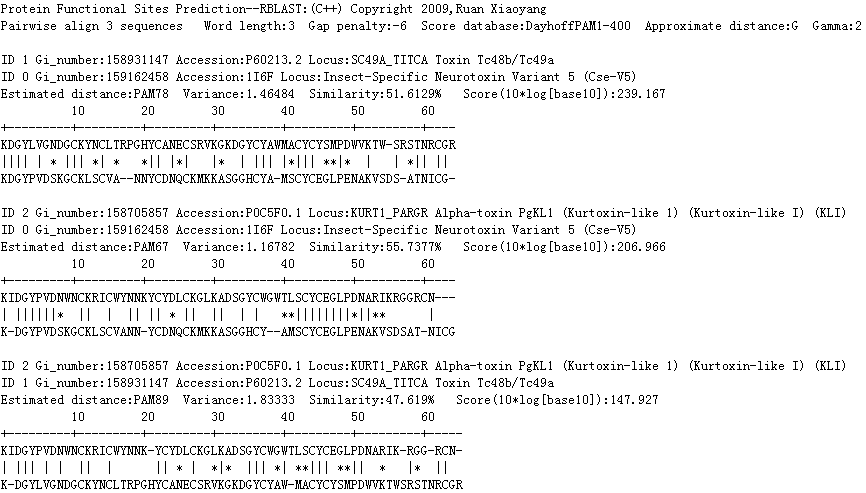 Protein Functional Sites Prediction--RBLAST:(C++) Copyright 2009,Ruan Xiaoyang
Pairwise align 3 sequences   Word length:3  Gap penalty:-6  Score database:DayhoffPAM1-400  Approximate distance:G  Gamma:2
ID 1 Gi_number:158931147 Accession:P60213.2 Locus:SC49A_TITCA Toxin Tc48b/Tc49a
ID 0 Gi_number:159162458 Accession:1I6F Locus:Insect-Specific Neurotoxin Variant 5 (Cse-V5)
Estimated distance:PAM78  Variance:1.46484  Similarity:51.6129%   Score(10*log[base10]):239.167
10        20        30        40        50        60
+---------+---------+---------+---------+---------+---------+----
KDGYLVGNDGCKYNCLTRPGHYCANECSRVKGKDGYCYAWMACYCYSMPDWVKTW-SRSTNRCGR
|||| | * ||| |* | *   *|| |* |   |*   || ||| |*||*||**|*  |   | |*| ||
KDGYPVDSKGCKLSCVA--NNYCDNQCKMKKASGGHCYA-MSCYCEGLPENAKVSDS-ATNICG-
ID 2 Gi_number:158705857 Accession:P0C5F0.1 Locus:KURT1_PARGR Alpha-toxin PgKL1 (Kurtoxin-like 1) (Kurtoxin-like I) (KLI)
ID 0 Gi_number:159162458 Accession:1I6F Locus:Insect-Specific Neurotoxin Variant 5 (Cse-V5)
Estimated distance:PAM67  Variance:1.16782  Similarity:55.7377%   Score(10*log[base10]):206.966
10        20        30        40        50        60
+---------+---------+---------+---------+---------+---------+----
KIDGYPVDNWNCKRICWYNNKYCYDLCKGLKADSGYCWGWTLSCYCEGLPDNARIKRGGRCN---
| ||||||*  ||   |   || || *||  |  || ||   **||||||||*||**      |
K-DGYPVDSKGCKLSCVANN-YCDNQCKMKKASGGHCY--AMSCYCEGLPENAKVSDSAT-NICG
ID 2 Gi_number:158705857 Accession:P0C5F0.1 Locus:KURT1_PARGR Alpha-toxin PgKL1 (Kurtoxin-like 1) (Kurtoxin-like I) (KLI)
ID 1 Gi_number:158931147 Accession:P60213.2 Locus:SC49A_TITCA Toxin Tc48b/Tc49a
Estimated distance:PAM89  Variance:1.83333  Similarity:47.619%   Score(10*log[base10]):147.927
10        20        30        40        50        60
+---------+---------+---------+---------+---------+---------+-----
KIDGYPVDNWNCKRICWYNNK-YCYDLCKGLKADSGYCWGWTLSCYCEGLPDNARIK-RGG-RCN-
| ||| | |  ||   |      || * |  *|*  |||  *| **|||  |**|   *  | *  ||
K-DGYLVGNDGCKYNCLTRPGHYCANECSRVKGKDGYCYAW-MACYCYSMPDWVKTWSRSTNRCGR